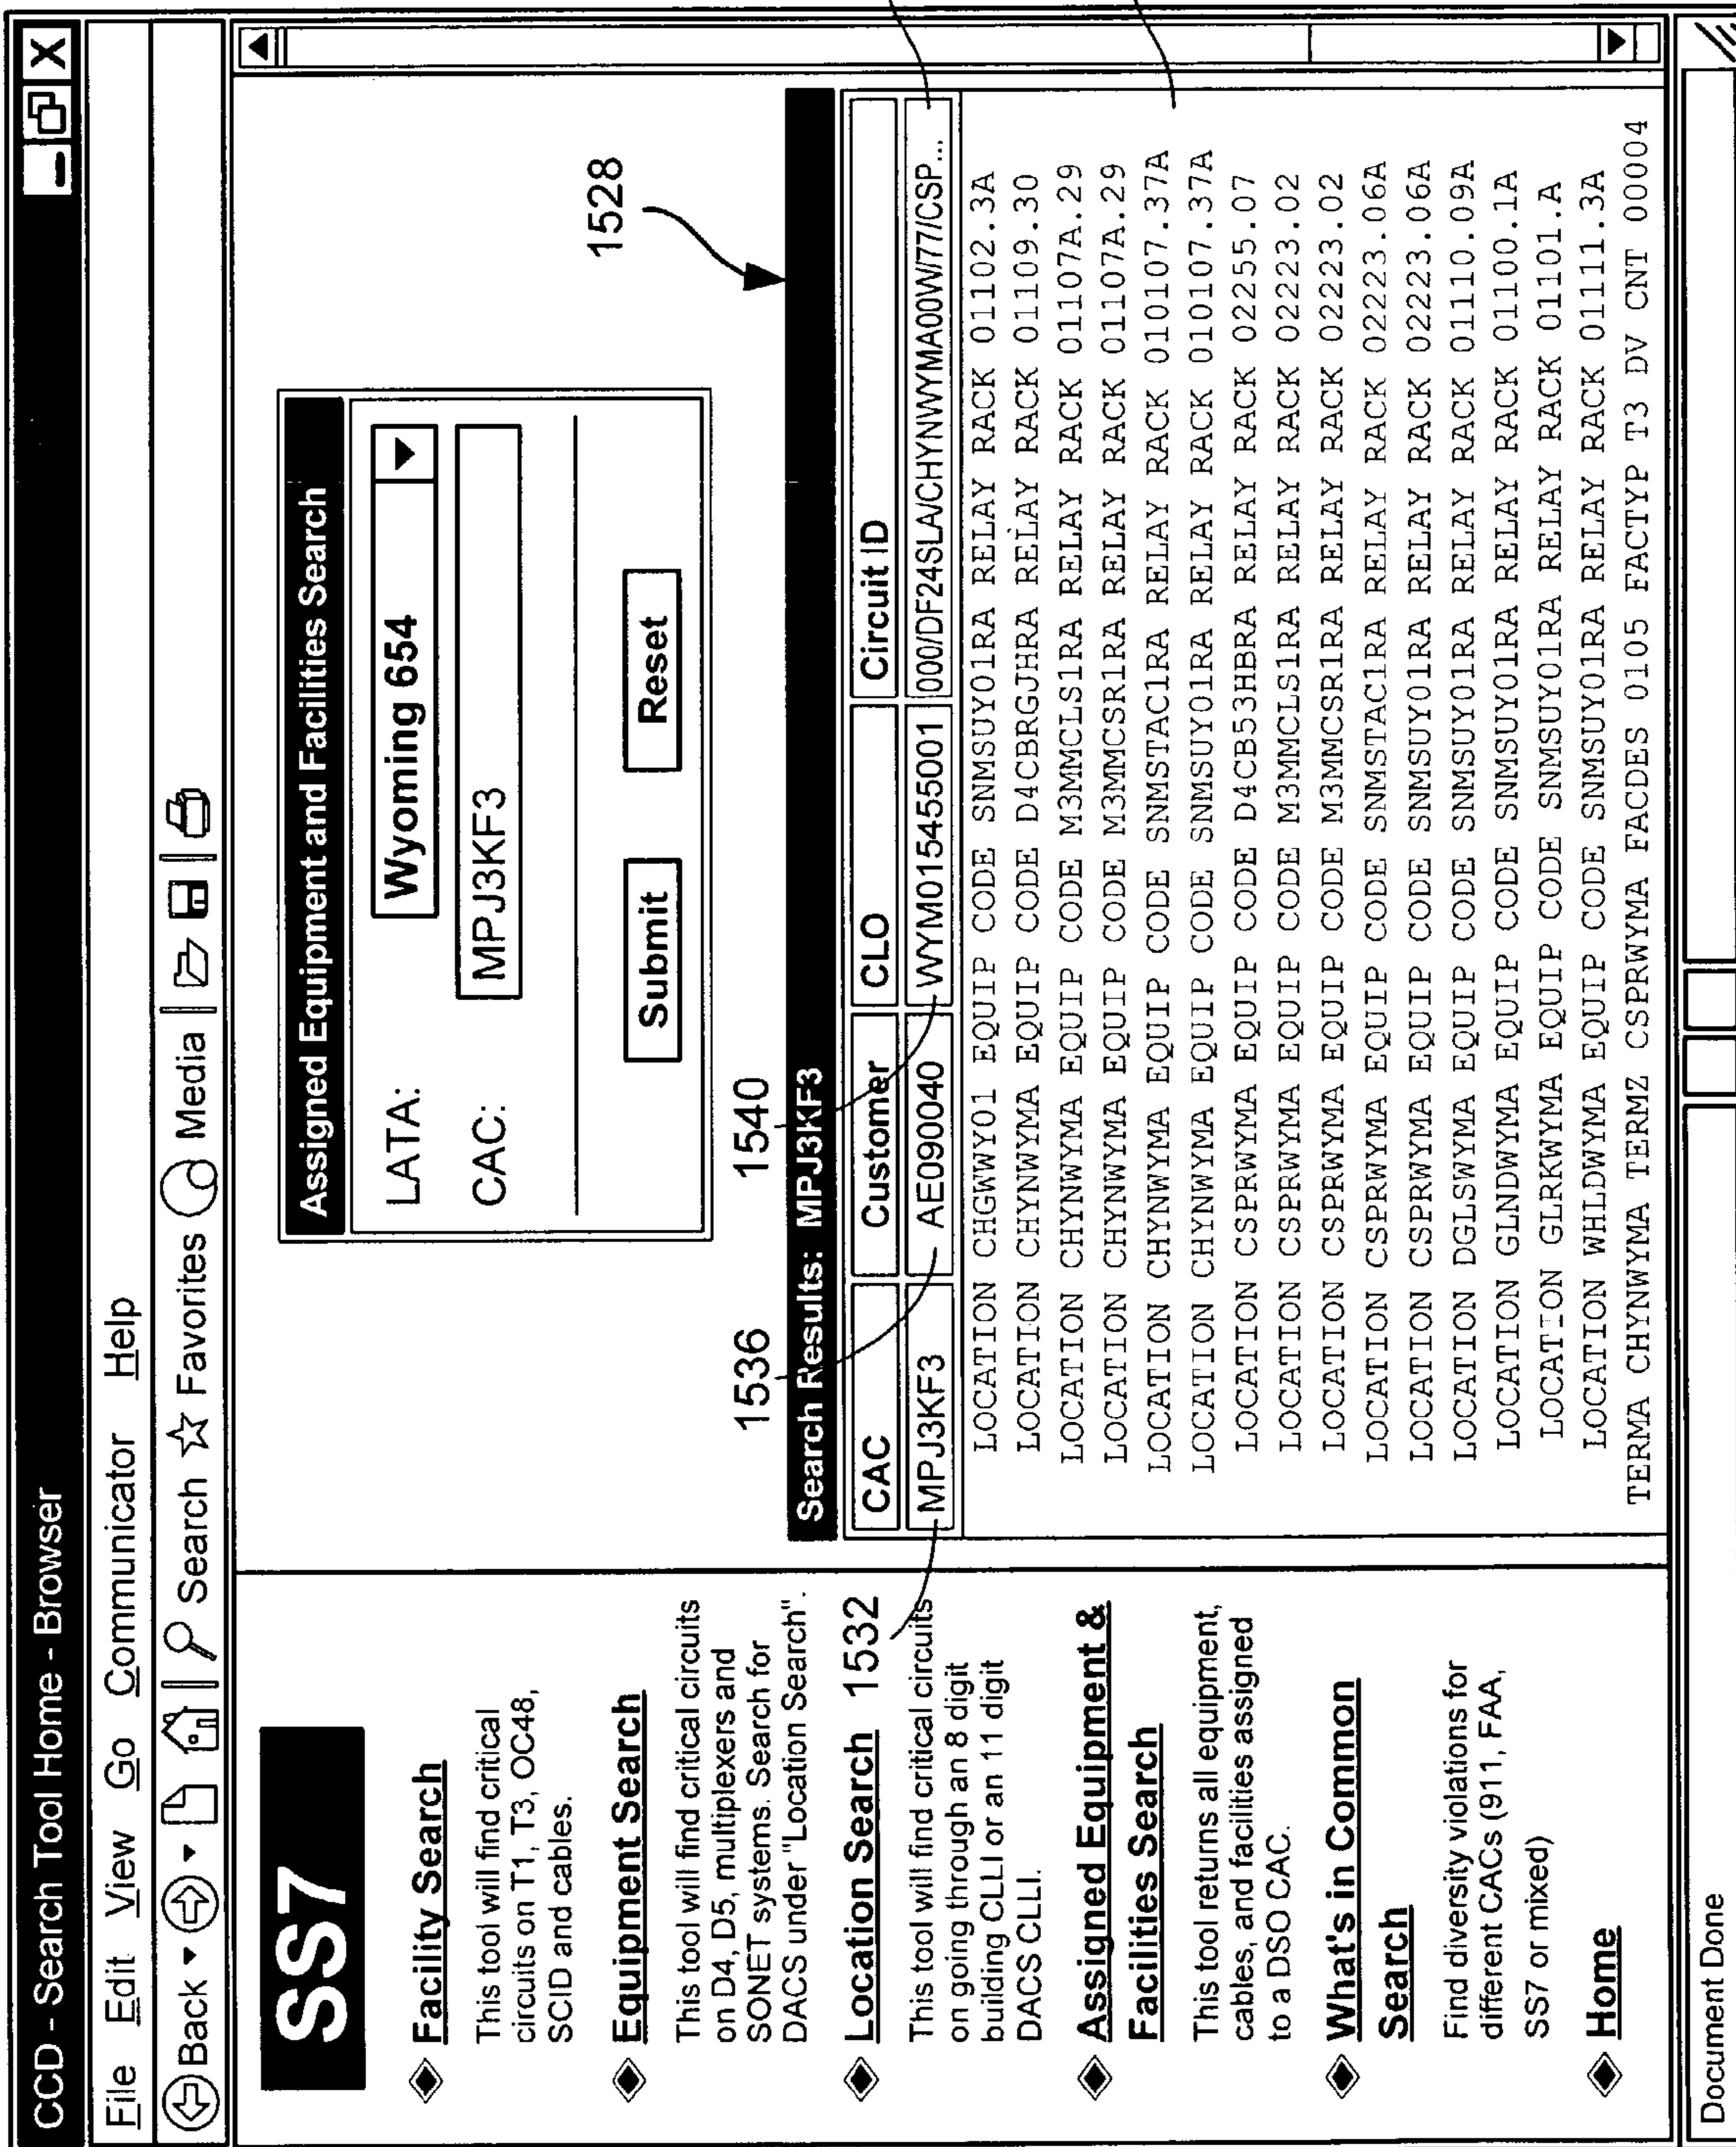 CCD - Search Tool Home - Browser
File Edit View Go Communicator Help
Back Search Favorites Media
SS7
Facility Search
This tool will find critical
circuits on T1, T3, OC48,
SCID and cables.
Equipment Search
This tool will find critical circuits
on D4, D5, multiplexers and
SONET systems. Search for
DACS under "Location Search".
Location Search 1532
This tool will find critical circuits
on going through an 8 digit
building CLLI or an 11 digit
DACS CLLI.
Assigned Equipment &
Facilities Search
This tool returns all equipment,
cables, and facilities assigned
to a DSO CAC.
What's in Common
Search
Find diversity violations for
different CACs (911, FAA,
SS7 or mixed)
Home
Assigned Equipment and Facilities Search
LATA: Wyoming 654
CAC: MPJ3KF3
Submit Reset
1536 1540 1528
Search Results: MPJ3KF3
CAC Customer CLO Circuit ID
MPJ3KF3 AE090040 WYM015455001 000/DF24SLA/CHYNWYMA00W/77/CSP...
LOCATION CHGWWY01 EQUIP CODE SNMSUY01RA RELAY RACK 01102.3A
LOCATION CHYNWYMA EQUIP CODE D4CBRGJHRA RELAY RACK 01109.30
LOCATION CHYNWYMA EQUIP CODE M3MMCLS1RA RELAY RACK 01107A.29
LOCATION CHYNWYMA EQUIP CODE M3MMCSR1RA RELAY RACK 01107A.29
LOCATION CHYNWYMA EQUIP CODE SNMSTAC1RA RELAY RACK 010107.37A
LOCATION CHYNWYMA EQUIP CODE SNMSUY01RA RELAY RACK 010107.37A
LOCATION CSPRWYMA EQUIP CODE D4CB53HBRA RELAY RACK 02255.07
LOCATION CSPRWYMA EQUIP CODE M3MMCLS1RA RELAY RACK 02223.02
LOCATION CSPRWYMA EQUIP CODE M3MMCSR1RA RELAY RACK 02223.02
LOCATION CSPRWYMA EQUIP CODE SNMSTAC1RA RELAY RACK 02223.06A
LOCATION CSPRWYMA EQUIP CODE SNMSUY01RA RELAY RACK 02223.06A
LOCATION DGLSWYMA EQUIP CODE SNMSUY01RA RELAY RACK 01110.09A
LOCATION GLNDWYMA EQUIP CODE SNMSUY01RA RELAY RACK 01100.1A
LOCATION GLRKWYMA EQUIP CODE SNMSUY01RA RELAY RACK 01101.A
LOCATION WHLDWYMA EQUIP CODE SNMSUY01RA RELAY RACK 01111.3A
TERMA CHYNWYMA TERMZ CSPRWYMA FACDES 0105 FACTYP T3 DV CNT 00004
Document Done